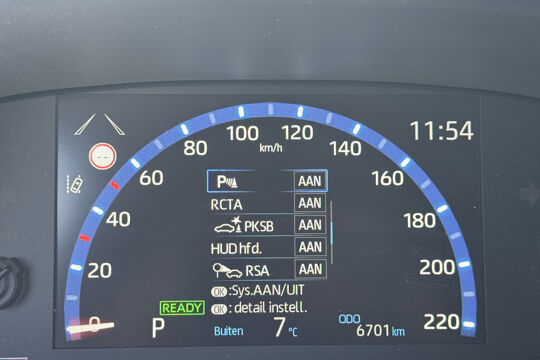 11:54
100 120
80 140
km/h
60 160
P AAN
RCTA AAN
40 180
PKSB AAN
HUD hfd. AAN
20 200
RSA AAN
OK :Sys.AAN/UIT
READY OK : detail instell.
0 P Buiten 7 °C ODO 6701 km 220